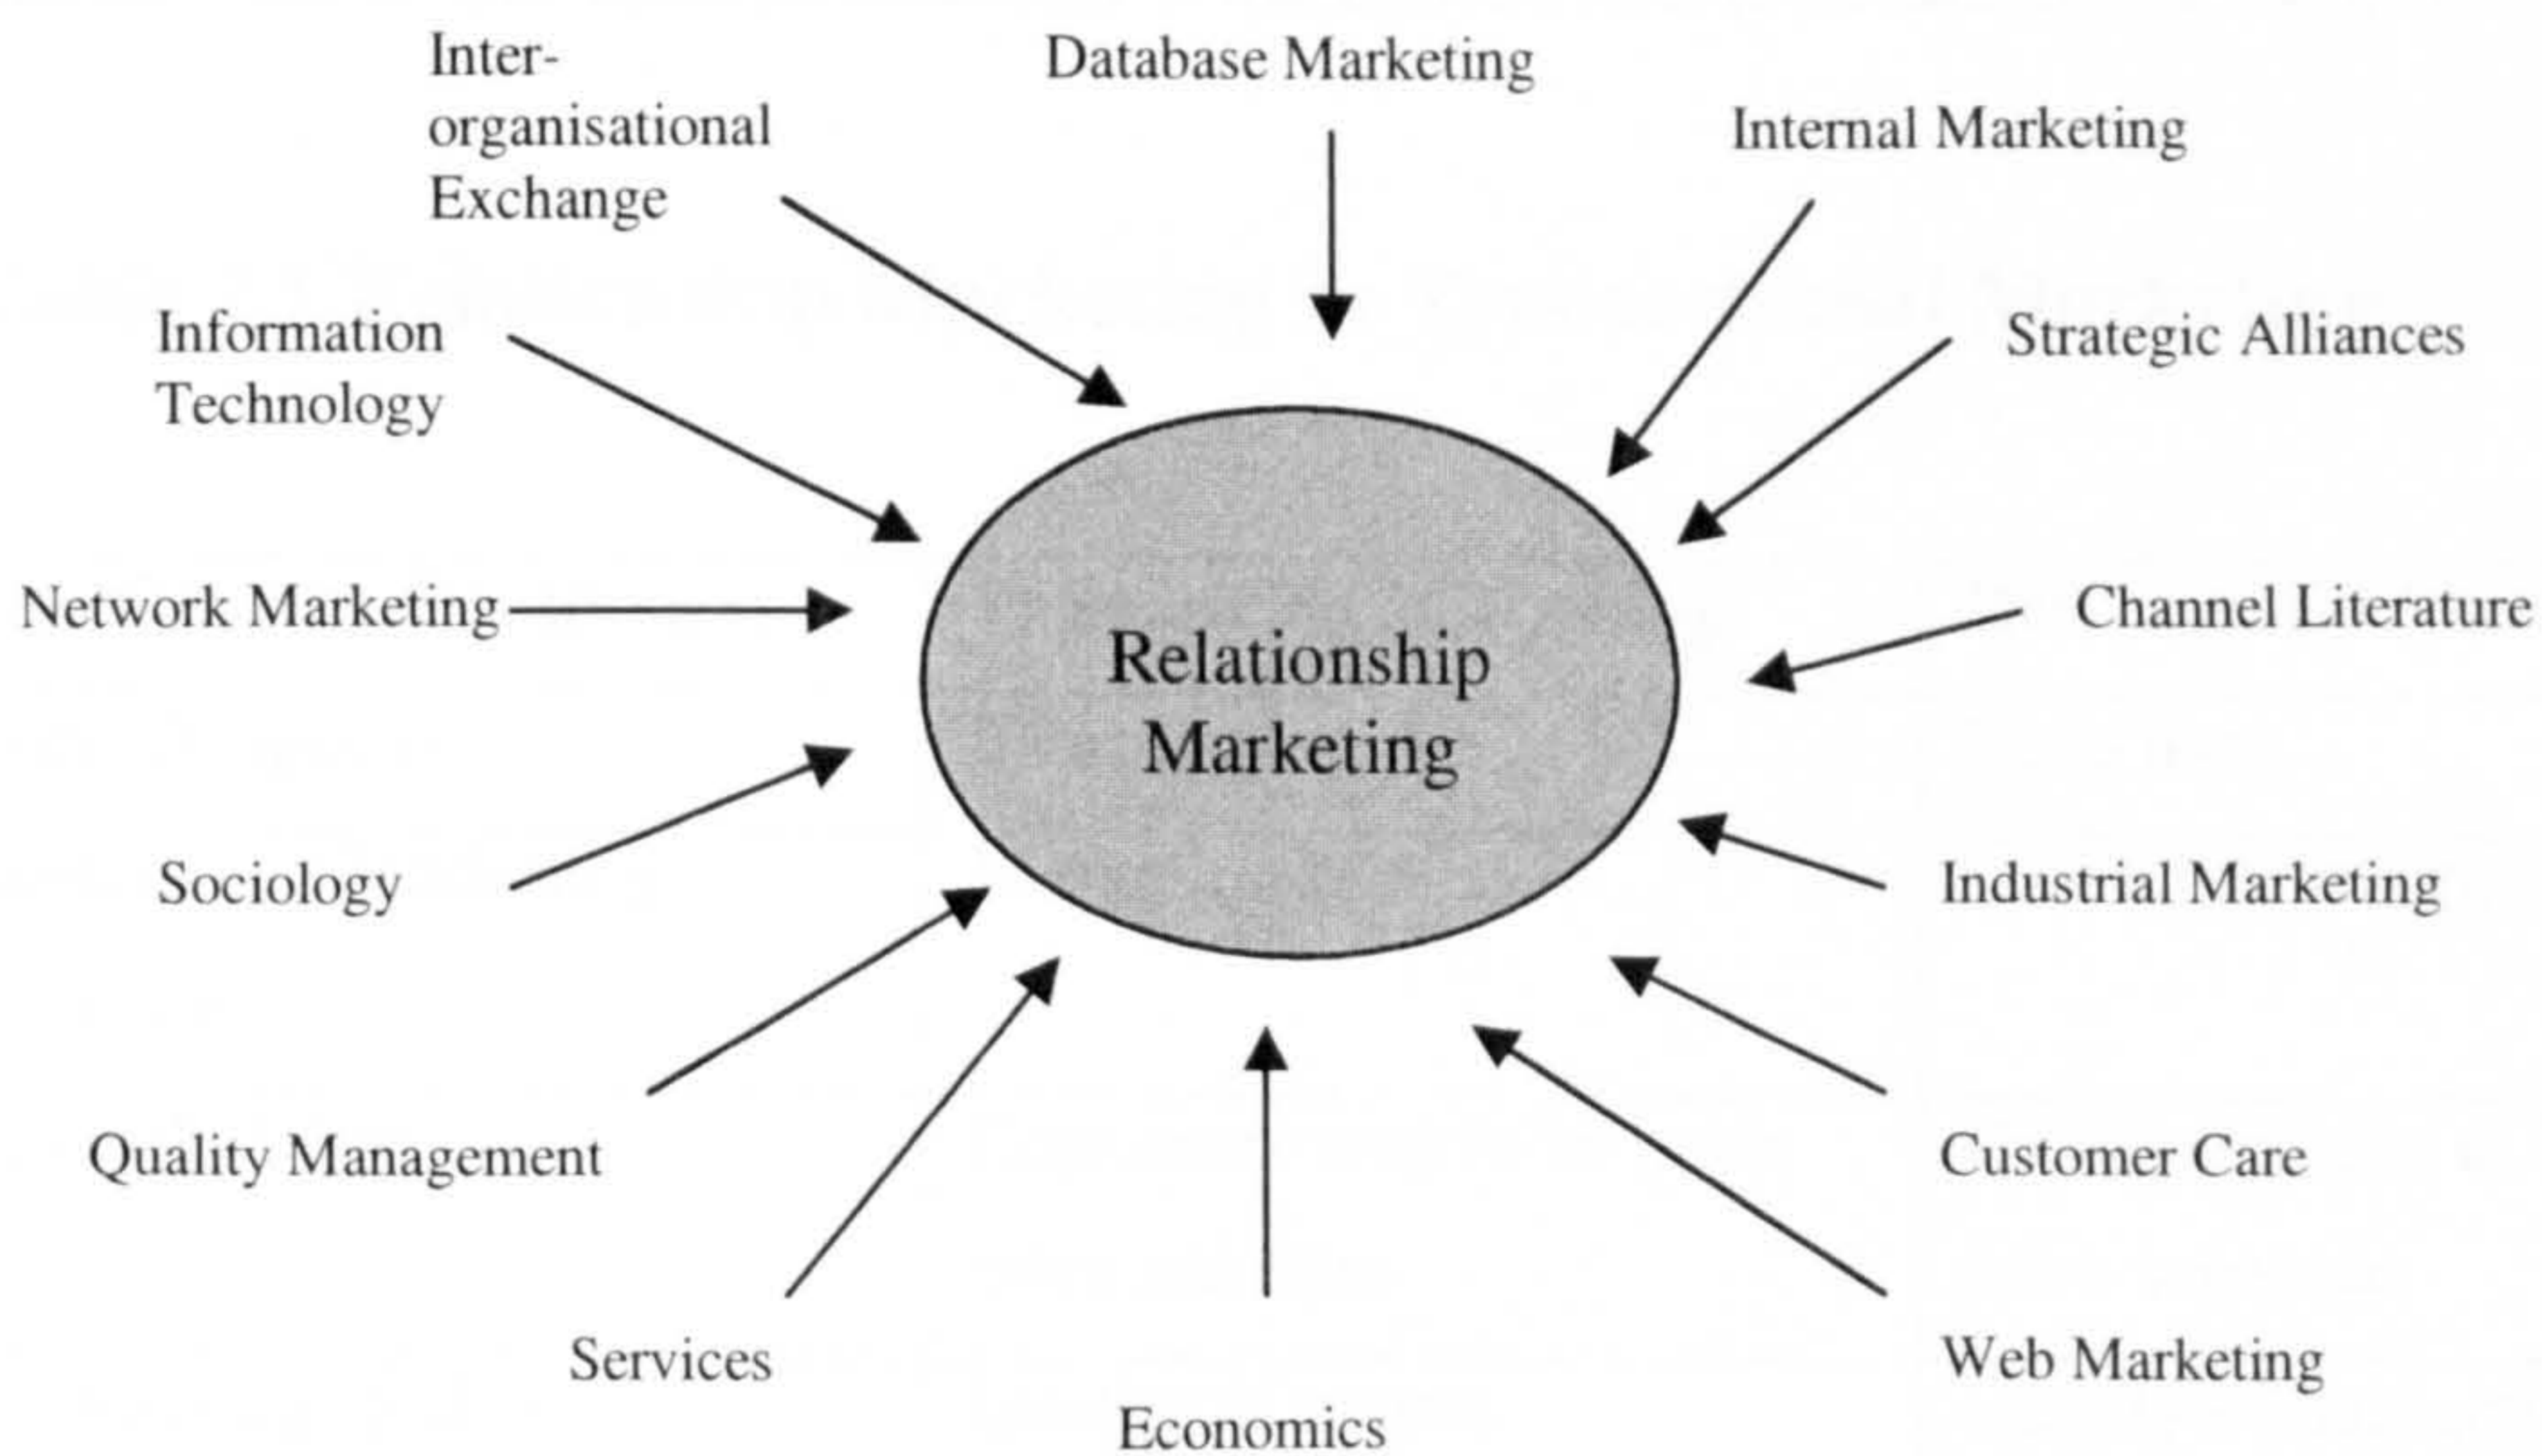 Inter-
organisational
Exchange
Database Marketing
Internal Marketing
Information
Technology
Strategic Alliances
Network Marketing
Channel Literature
Relationship
Marketing
Sociology
Industrial Marketing
Quality Management
Customer Care
Services
Web Marketing
Economics